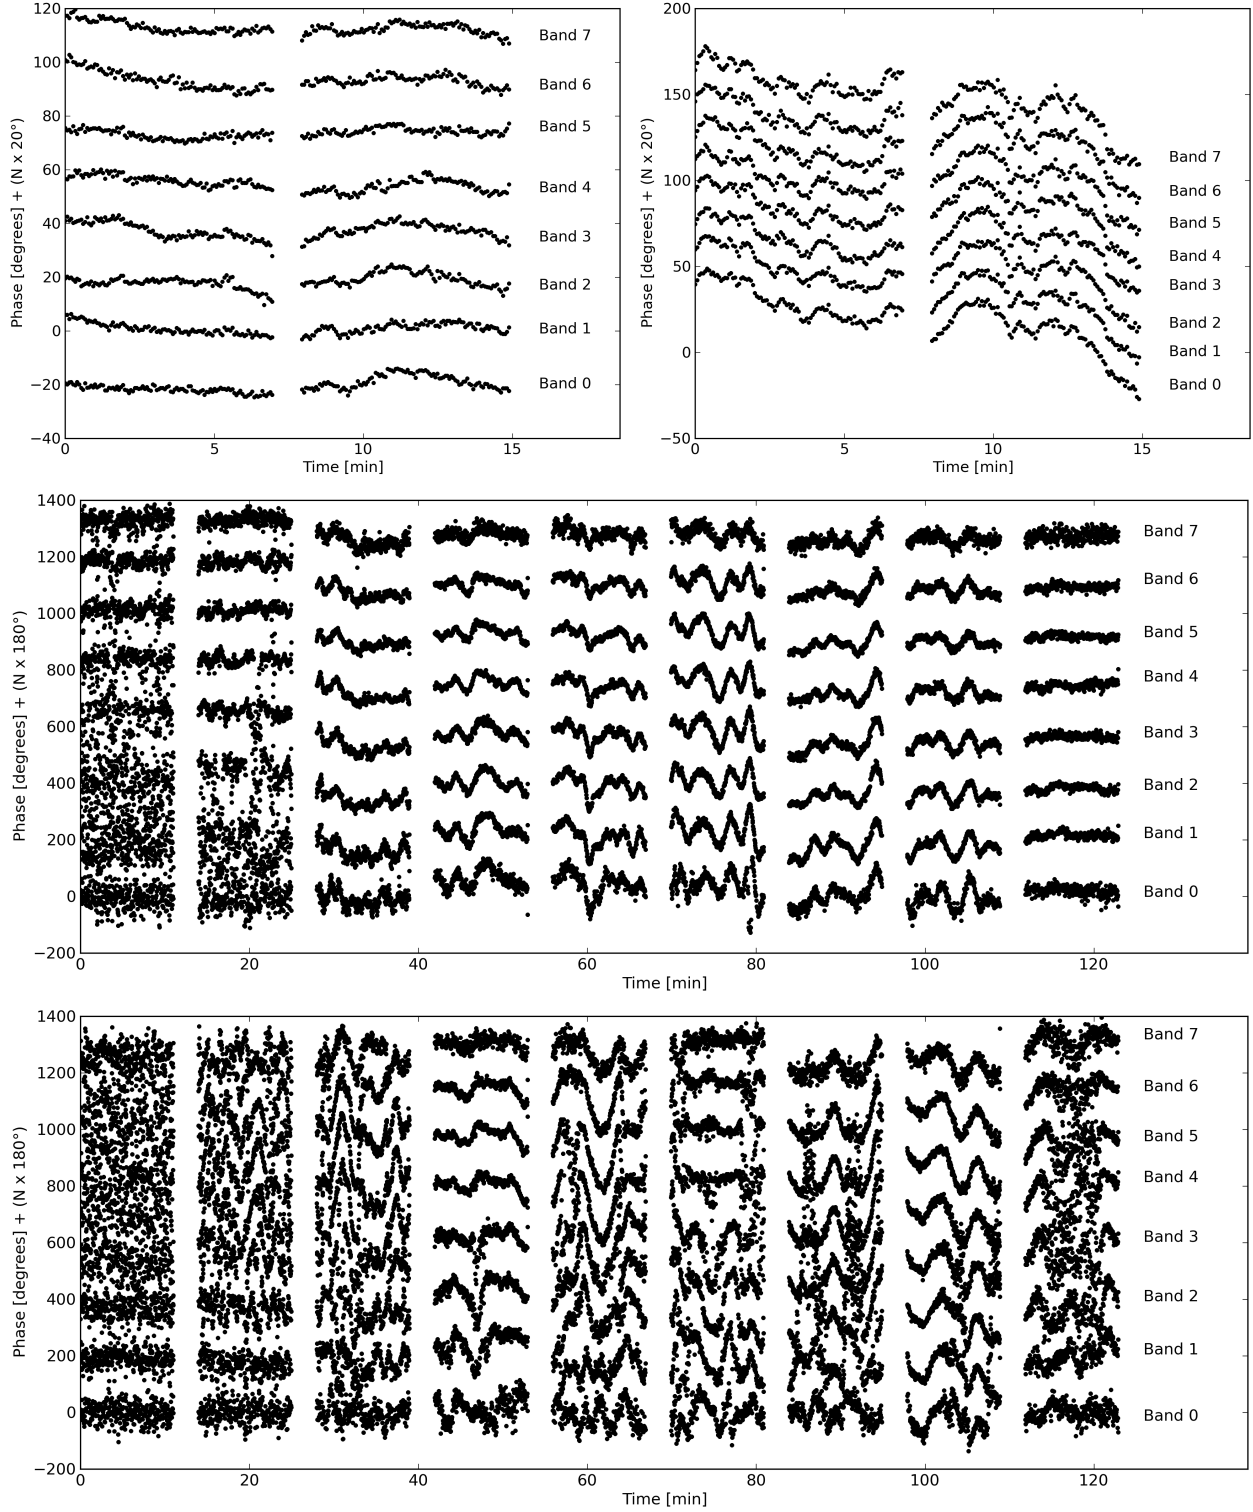 120
100
80
60
40
20
0
−20
−40
Phase [degrees] + (N x 20°)
Band 7
Band 6
Band 5
Band 4
Band 3
Band 2
Band 1
Band 0
0 5 10 15
Time [min]
200
150
100
50
0
−50
Phase [degrees] + (N x 20°)
Band 7
Band 6
Band 5
Band 4
Band 3
Band 2
Band 1
Band 0
0 5 10 15
Time [min]
1400
1200
1000
800
600
400
200
0
−200
Phase [degrees] + (N x 180°)
Band 7
Band 6
Band 5
Band 4
Band 3
Band 2
Band 1
Band 0
0 20 40 60 80 100 120
Time [min]
1400
1200
1000
800
600
400
200
0
−200
Phase [degrees] + (N x 180°)
Band 7
Band 6
Band 5
Band 4
Band 3
Band 2
Band 1
Band 0
0 20 40 60 80 100 120
Time [min]